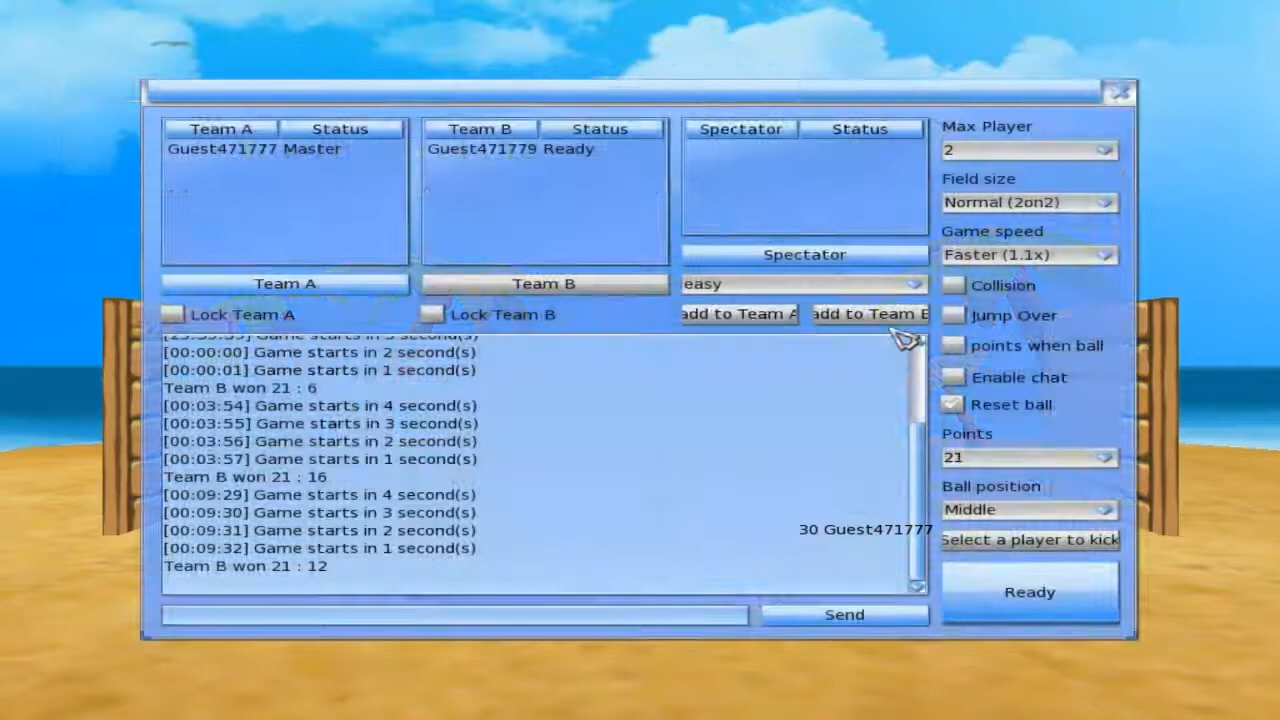 Team A Status
Guest471777 Master
Team A
Lock Team A
Team B Status
Guest471779 Ready
Team B
Lock Team B
Spectator Status
Spectator
easy
add to Team A
add to Team B
[00:00:00] Game starts in 2 second(s)
[00:00:01] Game starts in 1 second(s)
Team B won 21 : 6
[00:03:54] Game starts in 4 second(s)
[00:03:55] Game starts in 3 second(s)
[00:03:56] Game starts in 2 second(s)
[00:03:57] Game starts in 1 second(s)
Team B won 21 : 16
[00:09:29] Game starts in 4 second(s)
[00:09:30] Game starts in 3 second(s)
[00:09:31] Game starts in 2 second(s)
[00:09:32] Game starts in 1 second(s)
Team B won 21 : 12
30 Guest471777
Send
Max Player
2
Field size
Normal (2on2)
Game speed
Faster (1.1x)
Collision
Jump Over
points when ball
Enable chat
Reset ball
Points
21
Ball position
Middle
Select a player to kick
Ready